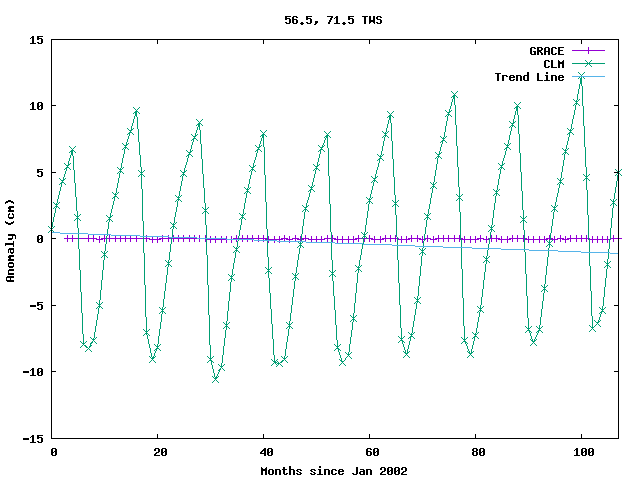 56.5, 71.5 TWS
GRACE
CLM
Trend Line
15
10
5
0
-5
-10
-15
Anomaly (cm)
0 20 40 60 80 100
Months since Jan 2002